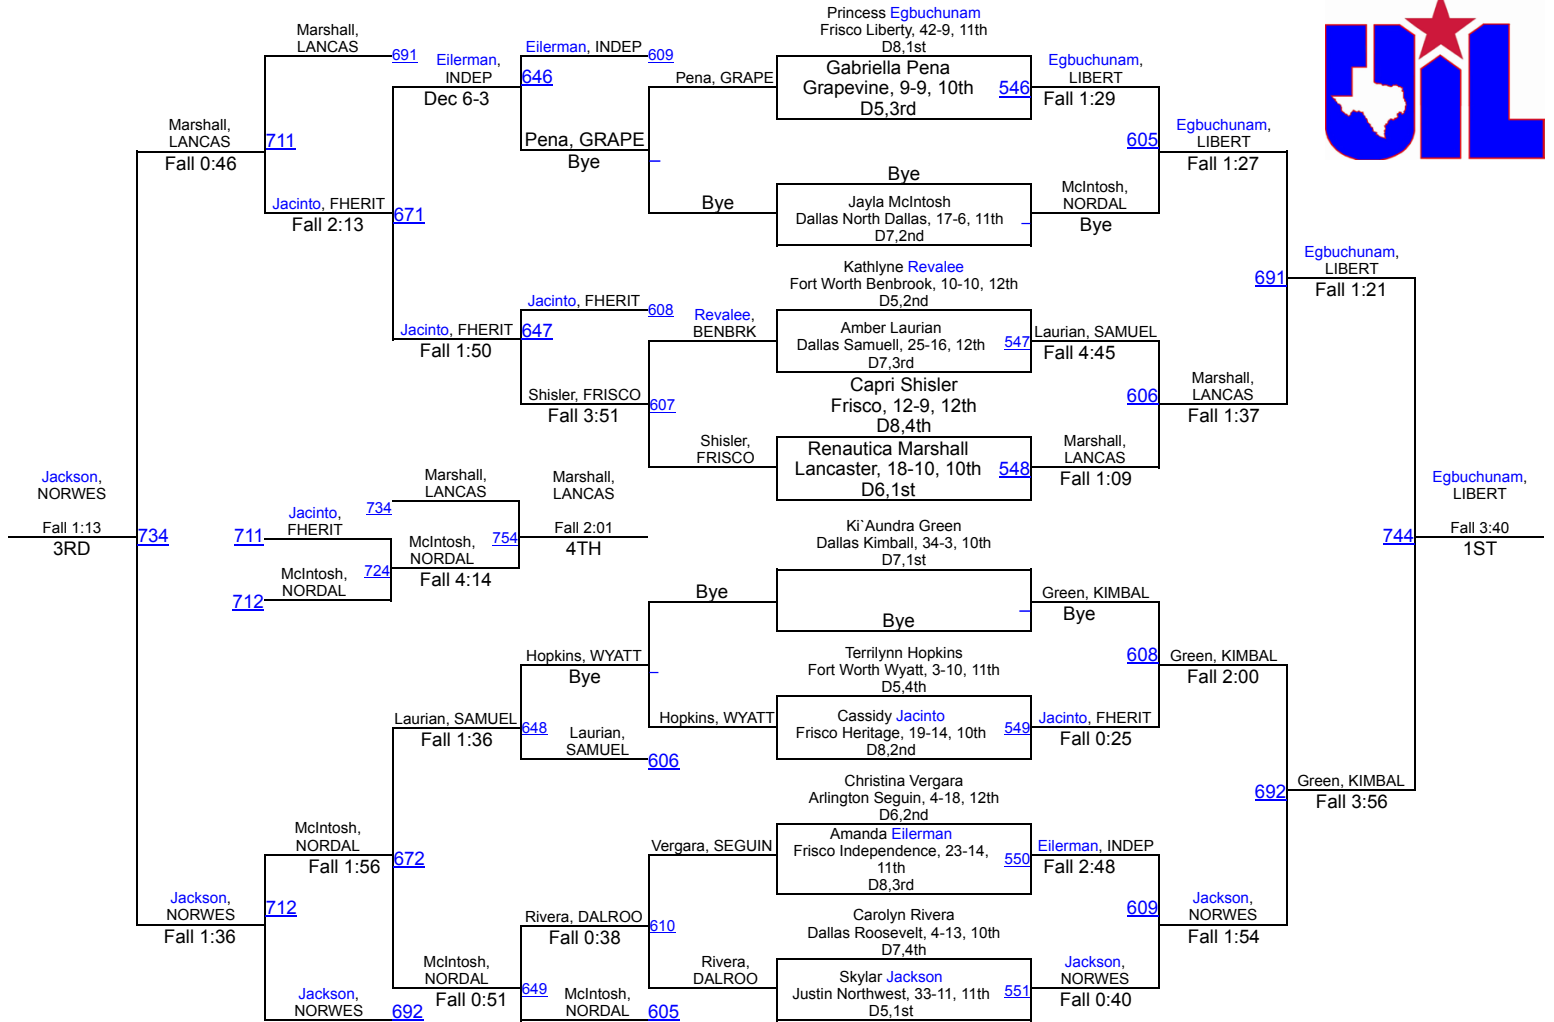 Princess Egbuchunam
Frisco Liberty, 42-9, 11th
D8,1st
Gabriella Pena
Grapevine, 9-9, 10th
D5,3rd
546
Bye
Jayla McIntosh
Dallas North Dallas, 17-6, 11th
D7,2nd
_
Kathlyne Revalee
Fort Worth Benbrook, 10-10, 12th
D5,2nd
Amber Laurian
Dallas Samuell, 25-16, 12th
D7,3rd
547
Capri Shisler
Frisco, 12-9, 12th
D8,4th
Renautica Marshall
Lancaster, 18-10, 10th
D6,1st
548
Ki`Aundra Green
Dallas Kimball, 34-3, 10th
D7,1st
_
Bye
Terrilynn Hopkins
Fort Worth Wyatt, 3-10, 11th
D5,4th
Cassidy Jacinto
Frisco Heritage, 19-14, 10th
D8,2nd
549
Christina Vergara
Arlington Seguin, 4-18, 12th
D6,2nd
Amanda Eilerman
Frisco Independence, 23-14,
11th
D8,3rd
550
Carolyn Rivera
Dallas Roosevelt, 4-13, 10th
D7,4th
Skylar Jackson
Justin Northwest, 33-11, 11th
D5,1st
551
Egbuchunam,
LIBERT
Fall 1:29
McIntosh,
NORDAL
Bye
605
Laurian, SAMUEL
Fall 4:45
Marshall,
LANCAS
Fall 1:09
606
Green, KIMBAL
Bye
Jacinto, FHERIT
Fall 0:25
608
Eilerman, INDEP
Fall 2:48
Jackson,
NORWES
Fall 0:40
609
Egbuchunam,
LIBERT
Fall 1:27
Marshall,
LANCAS
Fall 1:37
691
Green, KIMBAL
Fall 2:00
Jackson,
NORWES
Fall 1:54
692
Egbuchunam,
LIBERT
Fall 1:21
Green, KIMBAL
Fall 3:56
744
Egbuchunam,
LIBERT
Fall 3:40
1ST
Pena, GRAPE
Bye
_
Revalee,
BENBRK
Shisler,
FRISCO
607
Bye
Hopkins, WYATT
_
Vergara, SEGUIN
Rivera,
DALROO
610
Eilerman, INDEP
609
Pena, GRAPE
Bye
646
Jacinto, FHERIT
608
Shisler, FRISCO
Fall 3:51
647
Hopkins, WYATT
Bye
Laurian,
SAMUEL
606
648
Rivera, DALROO
Fall 0:38
McIntosh,
NORDAL
605
649
Eilerman,
INDEP
Dec 6-3
Jacinto, FHERIT
Fall 1:50
671
Laurian, SAMUEL
Fall 1:36
McIntosh,
NORDAL
Fall 0:51
672
Marshall,
LANCAS
691
Jacinto, FHERIT
Fall 2:13
711
McIntosh,
NORDAL
Fall 1:56
Jackson,
NORWES
692
712
Marshall,
LANCAS
Fall 0:46
Jackson,
NORWES
Fall 1:36
734
Jackson,
NORWES
Fall 1:13
3RD
Jacinto,
FHERIT
711
McIntosh,
NORDAL
712
724
Marshall,
LANCAS
734
McIntosh,
NORDAL
Fall 4:14
754
Marshall,
LANCAS
Fall 2:01
4TH
UIL